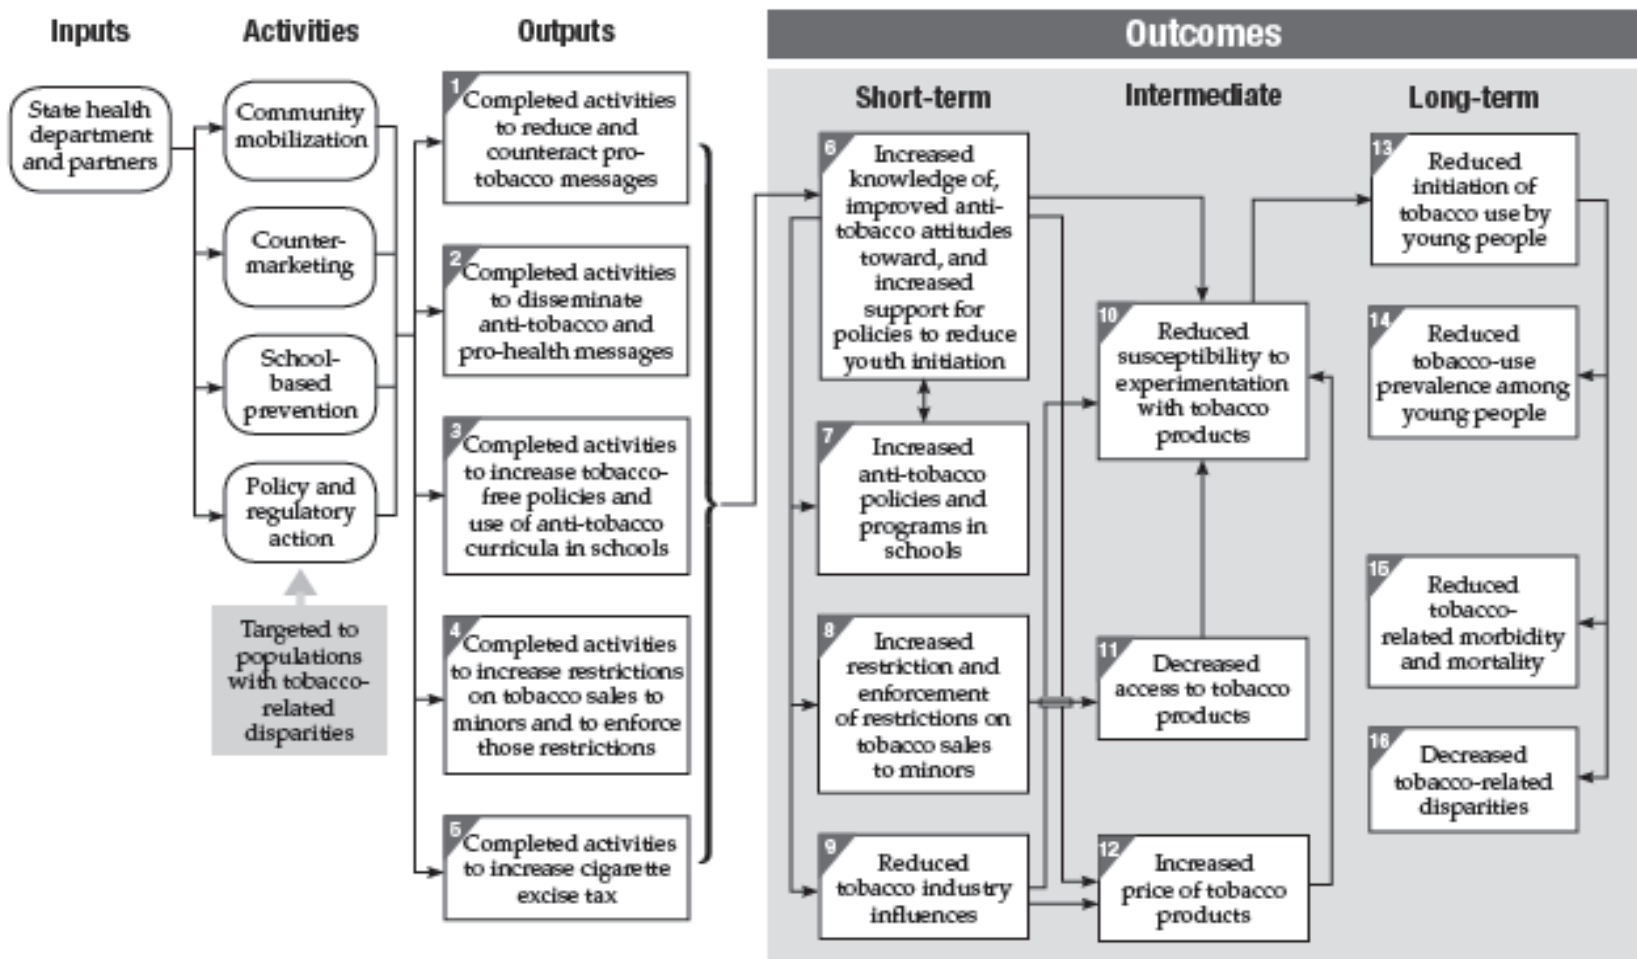 Inputs
Activities
Outputs
Outcomes
Short-term
Intermediate
Long-term
State health
department
and partners
Community
mobilization
Counter-
marketing
School-
based
prevention
Policy and
regulatory
action
Targeted to
populations
with tobacco-
related
disparities
1
Completed activities
to reduce and
counteract pro-
tobacco messages
2
Completed activities
to disseminate
anti-tobacco and
pro-health messages
3
Completed activities
to increase tobacco-
free policies and
use of anti-tobacco
curricula in schools
4
Completed activities
to increase restrictions
on tobacco sales to
minors and to enforce
those restrictions
5
Completed activities
to increase cigarette
excise tax
6
Increased
knowledge of,
improved anti-
tobacco attitudes
toward, and
increased
support for
policies to reduce
youth initiation
7
Increased
anti-tobacco
policies and
programs in
schools
8
Increased
restriction and
enforcement
of restrictions on
tobacco sales
to minors
9
Reduced
tobacco industry
influences
10
Reduced
susceptibility to
experimentation
with tobacco
products
11
Decreased
access to tobacco
products
12
Increased
price of tobacco
products
13
Reduced
initiation of
tobacco use by
young people
14
Reduced
tobacco-use
prevalence among
young people
15
Reduced
tobacco-
related morbidity
and mortality
16
Decreased
tobacco-related
disparities